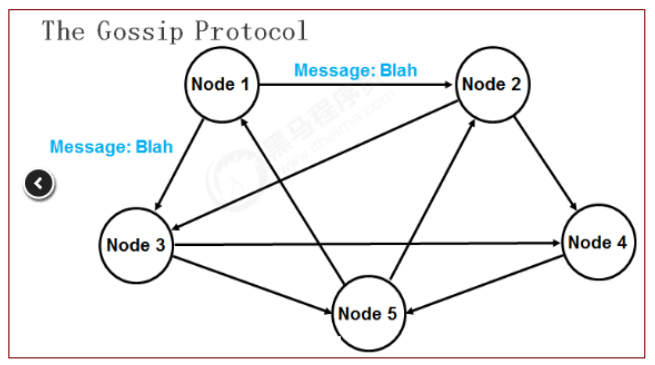 The Gossip Protocol
Node 1
Message: Blah
Node 2
Message: Blah
Node 3
Node 4
Node 5
黑马程序员
www.itheima.com